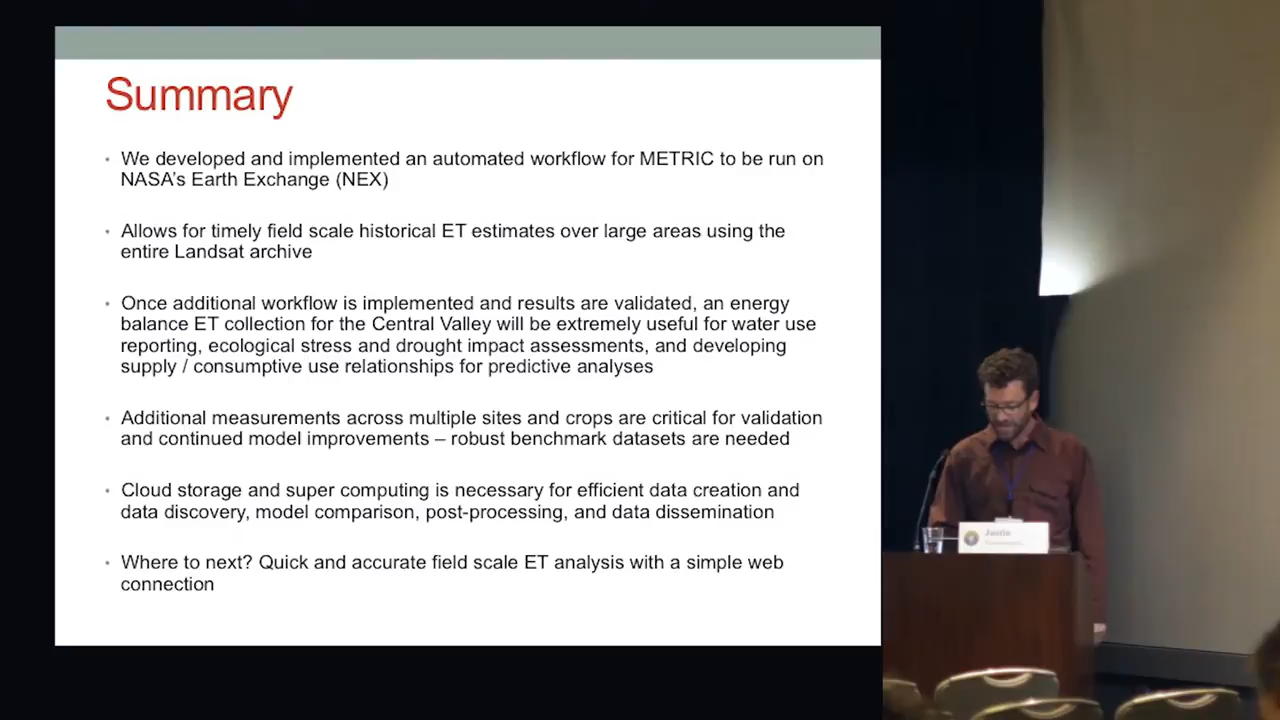 Summary
• We developed and implemented an automated workflow for METRIC to be run on
NASA's Earth Exchange (NEX)
• Allows for timely field scale historical ET estimates over large areas using the
entire Landsat archive
• Once additional workflow is implemented and results are validated, an energy
balance ET collection for the Central Valley will be extremely useful for water use
reporting, ecological stress and drought impact assessments, and developing
supply / consumptive use relationships for predictive analyses
• Additional measurements across multiple sites and crops are critical for validation
and continued model improvements – robust benchmark datasets are needed
• Cloud storage and super computing is necessary for efficient data creation and
data discovery, model comparison, post-processing, and data dissemination
• Where to next? Quick and accurate field scale ET analysis with a simple web
connection
Justin